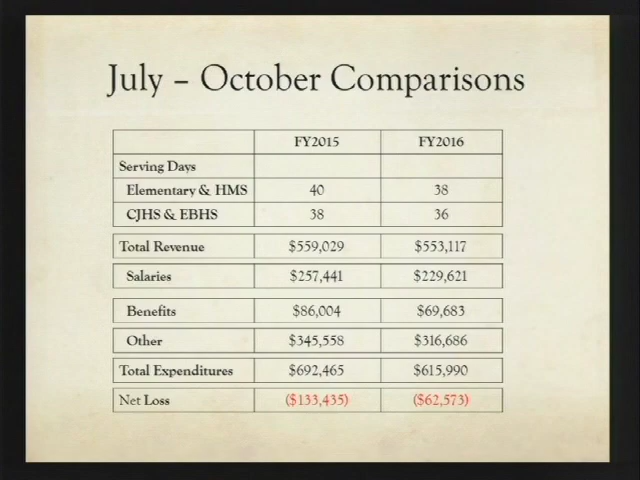 July – October Comparisons
FY2015 FY2016
Serving Days
Elementary & HMS 40 38
CJHS & EBHS 38 36
Total Revenue $559,029 $553,117
Salaries $257,441 $229,621
Benefits $86,004 $69,683
Other $345,558 $316,686
Total Expenditures $692,465 $615,990
Net Loss ($133,435) ($62,573)